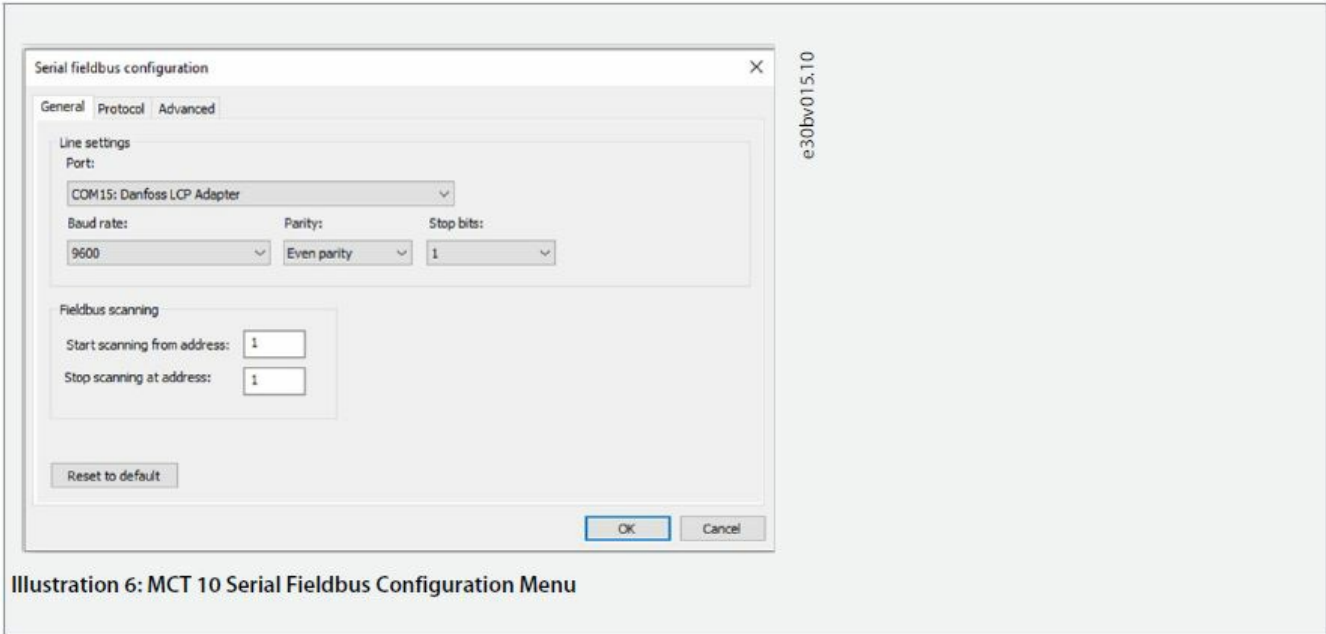 Serial fieldbus configuration
General Protocol Advanced
Line settings
Port:
COM15: Danfoss LCP Adapter
Baud rate: Parity: Stop bits:
9600 Even parity 1
Fieldbus scanning
Start scanning from address: 1
Stop scanning at address: 1
Reset to default
OK Cancel
e30bv015.10
Illustration 6: MCT 10 Serial Fieldbus Configuration Menu